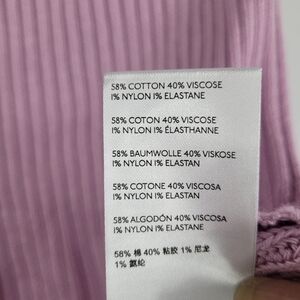 58% COTTON 40% VISCOSE
1% NYLON 1% ELASTANE
58% COTON 40% VISCOSE
1% NYLON 1% ÉLASTHANNE
58% BAUMWOLLE 40% VISKOSE
1% NYLON 1% ELASTAN
58% COTONE 40% VISCOSA
1% NYLON 1% ELASTAN
58% ALGODÓN 40% VISCOSA
1% NYLON 1% ELASTANE
58% 棉 40% 粘胶 1% 尼龙
1% 氨纶